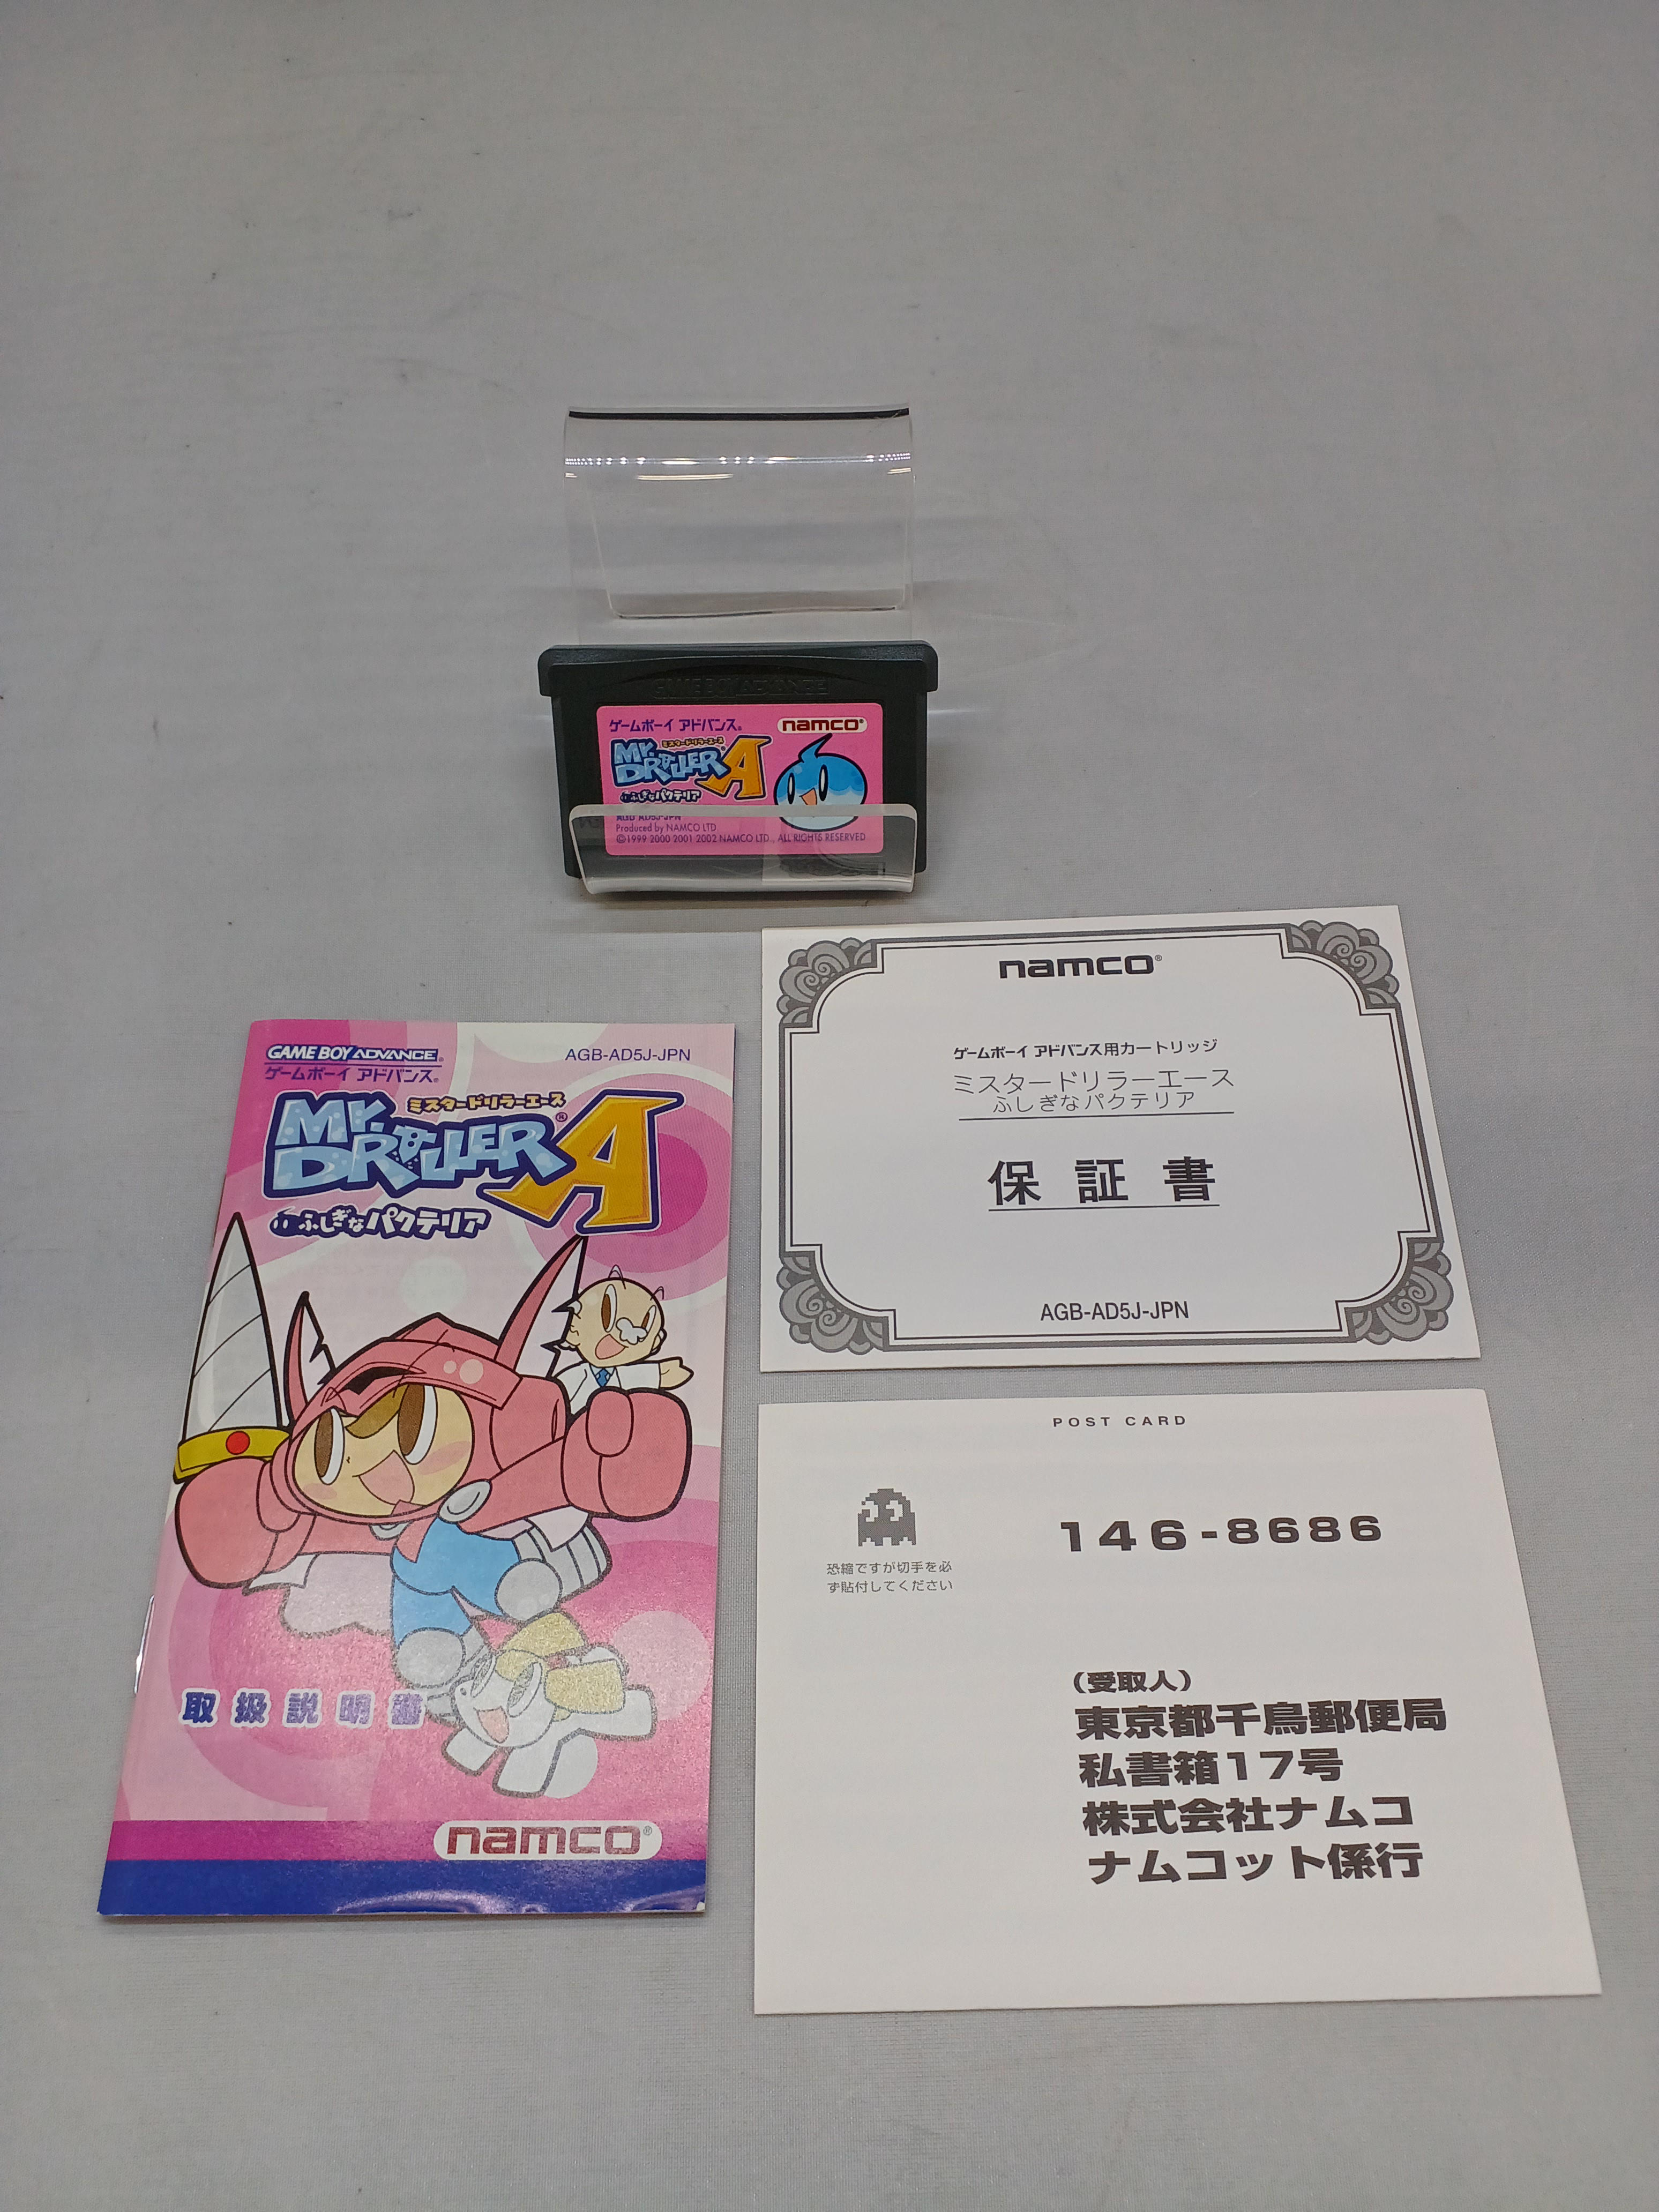 GAME BOY ADVANCE
ゲームボーイ アドバンス®
namco®
ミスタードリラーエース
Mr. DRILLER® A
ふしぎなパクテリア
AGB-AD5J-JPN
Produced by NAMCO LTD
©1999 2000 2001 2002 NAMCO LTD., ALL RIGHTS RESERVED
GAME BOY ADVANCE®
AGB-AD5J-JPN
ゲームボーイ アドバンス®
ミスタードリラーエース
Mr. DRILLER® A
ふしぎなパクテリア
取扱説明書
namco®
namco®
ゲームボーイ アドバンス用カートリッジ
ミスタードリラーエース
ふしぎなパクテリア
保証書
AGB-AD5J-JPN
POST CARD
146-8686
恐縮ですが切手を必
ず貼付してください
(受取人)
東京都千鳥郵便局
私書箱17号
株式会社ナムコ
ナムコット係行